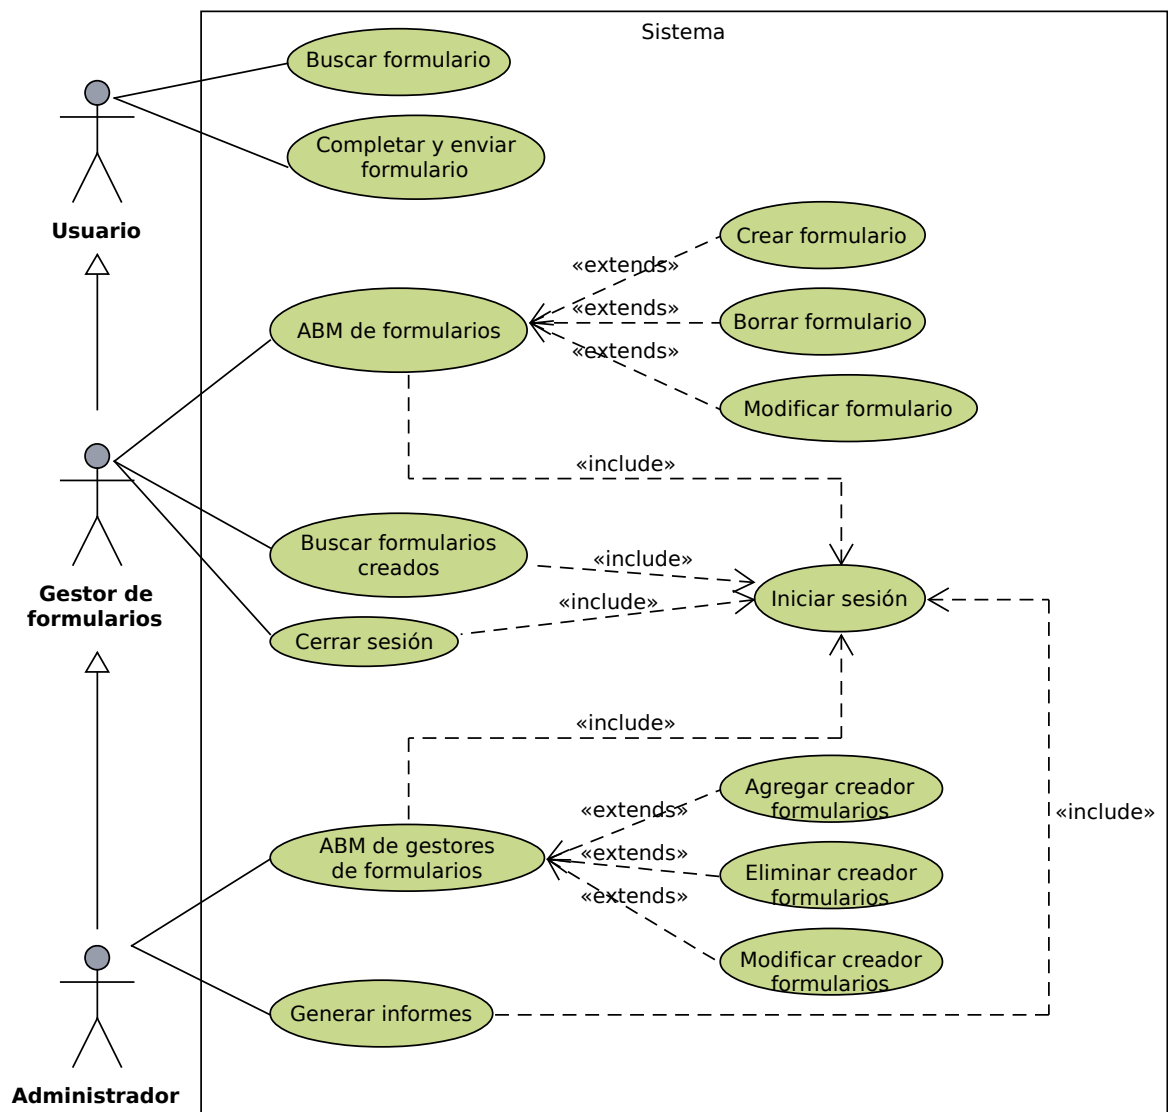 Sistema
Buscar formulario
Completar y enviar
formulario
Usuario
Crear formulario
«extends»
ABM de formularios
«extends»
Borrar formulario
«extends»
Modificar formulario
«include»
Gestor de
formularios
Buscar formularios
creados
«include»
Iniciar sesión
«include»
Cerrar sesión
«include»
Agregar creador
formularios
«extends»
«include»
ABM de gestores
de formularios
«extends»
Eliminar creador
formularios
«extends»
Modificar creador
formularios
Generar informes
Administrador